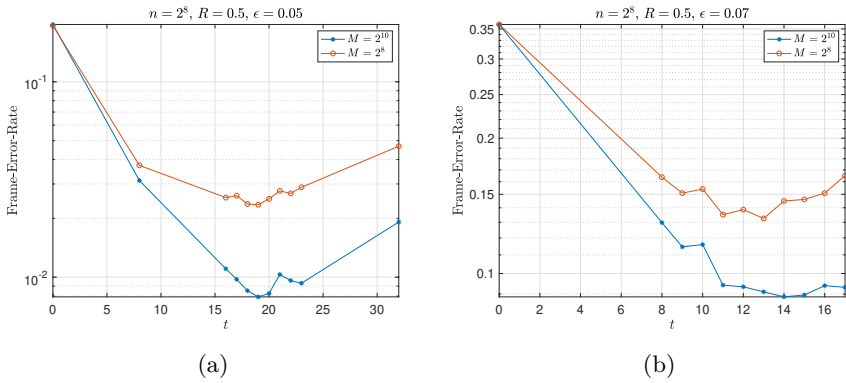 n = 2^8, R = 0.5, ϵ = 0.05
M = 2^10
M = 2^8
Frame-Error-Rate
10^-1
10^-2
0 5 10 15 20 25 30
t
(a)
n = 2^8, R = 0.5, ϵ = 0.07
M = 2^10
M = 2^8
Frame-Error-Rate
0.35
0.3
0.25
0.2
0.15
0.1
0 2 4 6 8 10 12 14 16
t
(b)